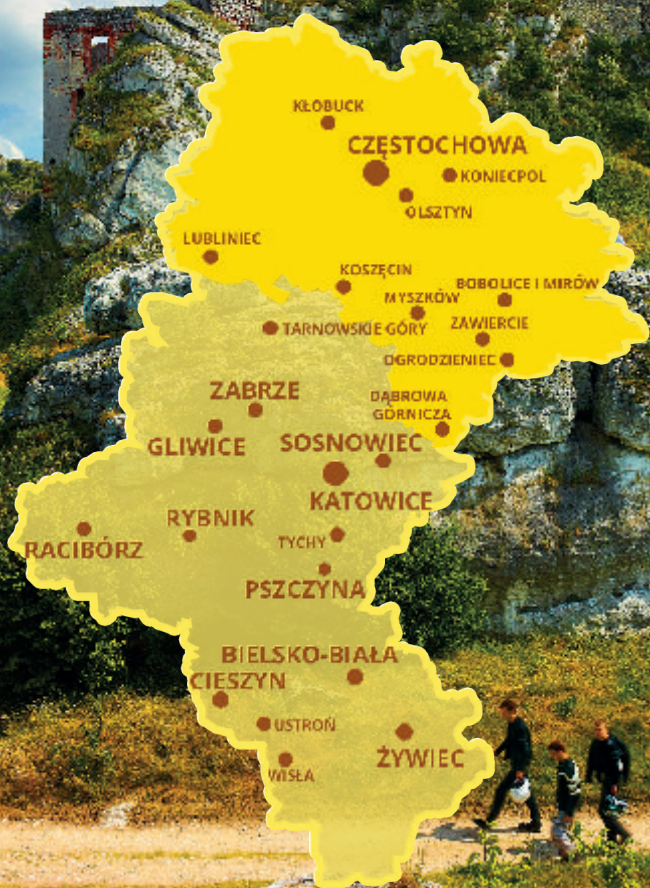 KŁOBUCK
CZĘSTOCHOWA
KONIECPOL
OLSZTYN
LUBLINIEC
KOSZĘCIN
BOBOLICE I MIRÓW
MYSZKÓW
ZAWIERCIE
TARNOWSKIE GÓRY
OGRODZIENIEC
ZABRZE
DĄBROWA
GÓRNICZA
GLIWICE
SOSNOWIEC
KATOWICE
RYBNIK
TYCHY
RACIBÓRZ
PSZCZYNA
BIELSKO-BIAŁA
CIESZYN
USTROŃ
ŻYWIEC
WISŁA